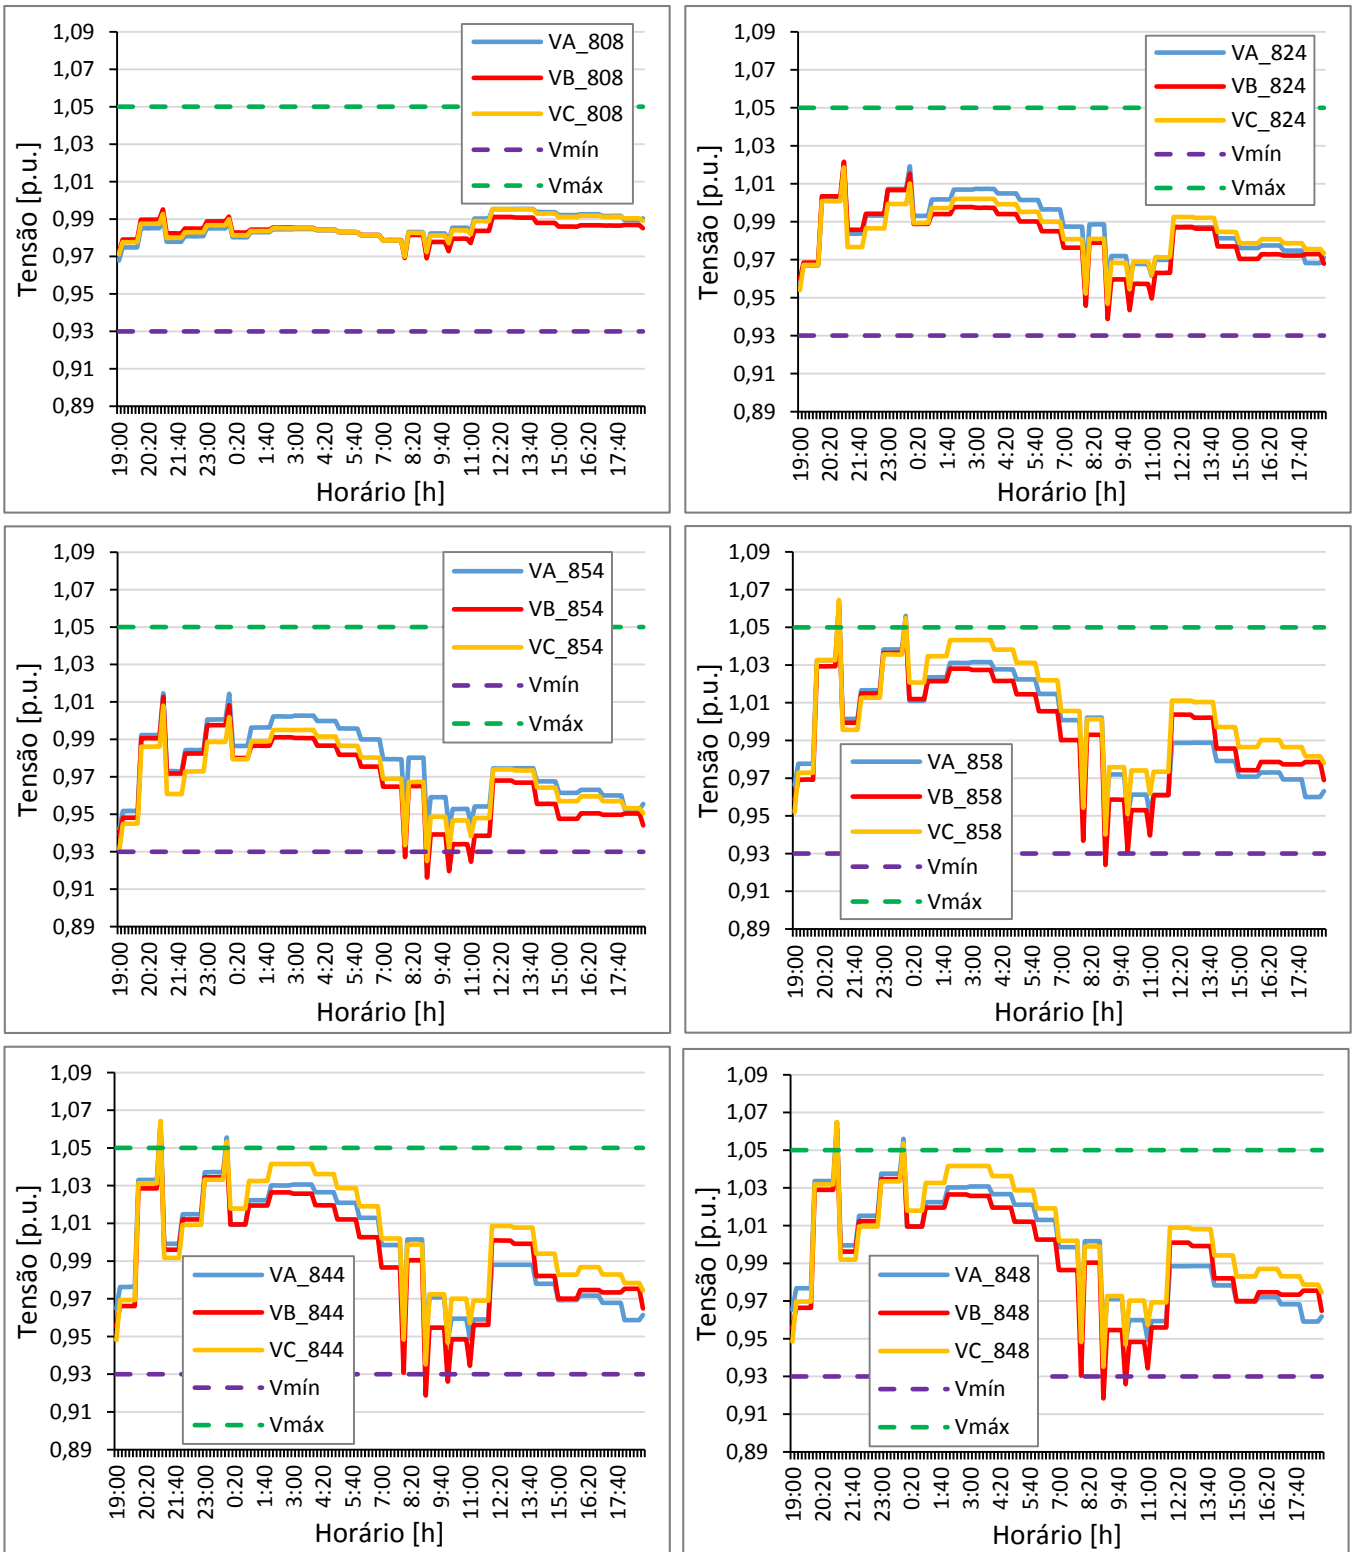 1,09
1,07
1,05
1,03
1,01
0,99
0,97
0,95
0,93
0,91
0,89
Tensão [p.u.]
VA_808
VB_808
VC_808
Vmín
Vmáx
19:00 20:20 21:40 23:00 0:20 1:40 3:00 4:20 5:40 7:00 8:20 9:40 11:00 12:20 13:40 15:00 16:20 17:40
Horário [h]
1,09
1,07
1,05
1,03
1,01
0,99
0,97
0,95
0,93
0,91
0,89
Tensão [p.u.]
VA_824
VB_824
VC_824
Vmín
Vmáx
19:00 20:20 21:40 23:00 0:20 1:40 3:00 4:20 5:40 7:00 8:20 9:40 11:00 12:20 13:40 15:00 16:20 17:40
Horário [h]
1,09
1,07
1,05
1,03
1,01
0,99
0,97
0,95
0,93
0,91
0,89
Tensão [p.u.]
VA_854
VB_854
VC_854
Vmín
Vmáx
19:00 20:20 21:40 23:00 0:20 1:40 3:00 4:20 5:40 7:00 8:20 9:40 11:00 12:20 13:40 15:00 16:20 17:40
Horário [h]
1,09
1,07
1,05
1,03
1,01
0,99
0,97
0,95
0,93
0,91
0,89
Tensão [p.u.]
VA_858
VB_858
VC_858
Vmín
Vmáx
19:00 20:20 21:40 23:00 0:20 1:40 3:00 4:20 5:40 7:00 8:20 9:40 11:00 12:20 13:40 15:00 16:20 17:40
Horário [h]
1,09
1,07
1,05
1,03
1,01
0,99
0,97
0,95
0,93
0,91
0,89
Tensão [p.u.]
VA_844
VB_844
VC_844
Vmín
Vmáx
19:00 20:20 21:40 23:00 0:20 1:40 3:00 4:20 5:40 7:00 8:20 9:40 11:00 12:20 13:40 15:00 16:20 17:40
Horário [h]
1,09
1,07
1,05
1,03
1,01
0,99
0,97
0,95
0,93
0,91
0,89
Tensão [p.u.]
VA_848
VB_848
VC_848
Vmín
Vmáx
19:00 20:20 21:40 23:00 0:20 1:40 3:00 4:20 5:40 7:00 8:20 9:40 11:00 12:20 13:40 15:00 16:20 17:40
Horário [h]